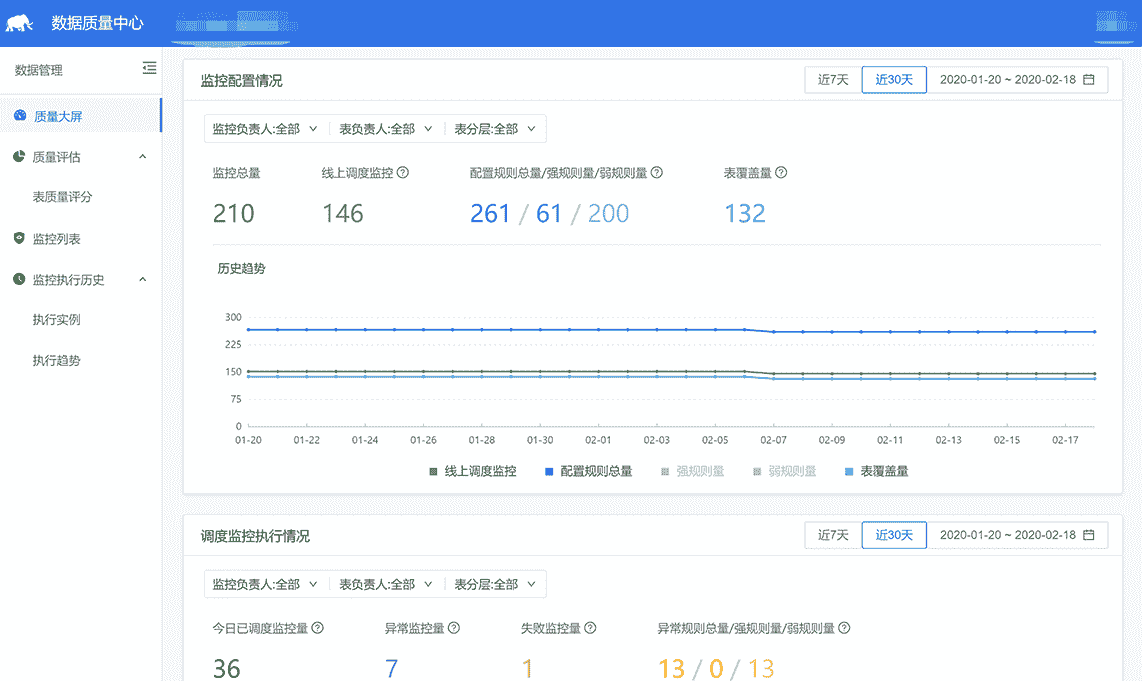 数据质量中心
数据管理
质量大屏
质量评估
表质量评分
监控列表
监控执行历史
执行实例
执行趋势
监控配置情况
近7天 近30天 2020-01-20 ~ 2020-02-18
监控负责人:全部 表负责人:全部 表分层:全部
监控总量 线上调度监控 配置规则总量/强规则量/弱规则量 表覆盖量
210 146 261 / 61 / 200 132
历史趋势
300
225
150
75
0
01-20 01-22 01-24 01-26 01-28 01-30 02-01 02-03 02-05 02-07 02-09 02-11 02-13 02-15 02-17
线上调度监控 配置规则总量 强规则量 弱规则量 表覆盖量
调度监控执行情况
近7天 近30天 2020-01-20 ~ 2020-02-18
监控负责人:全部 表负责人:全部 表分层:全部
今日已调度监控量 异常监控量 失败监控量 异常规则总量/强规则量/弱规则量
36 7 1 13 / 0 / 13